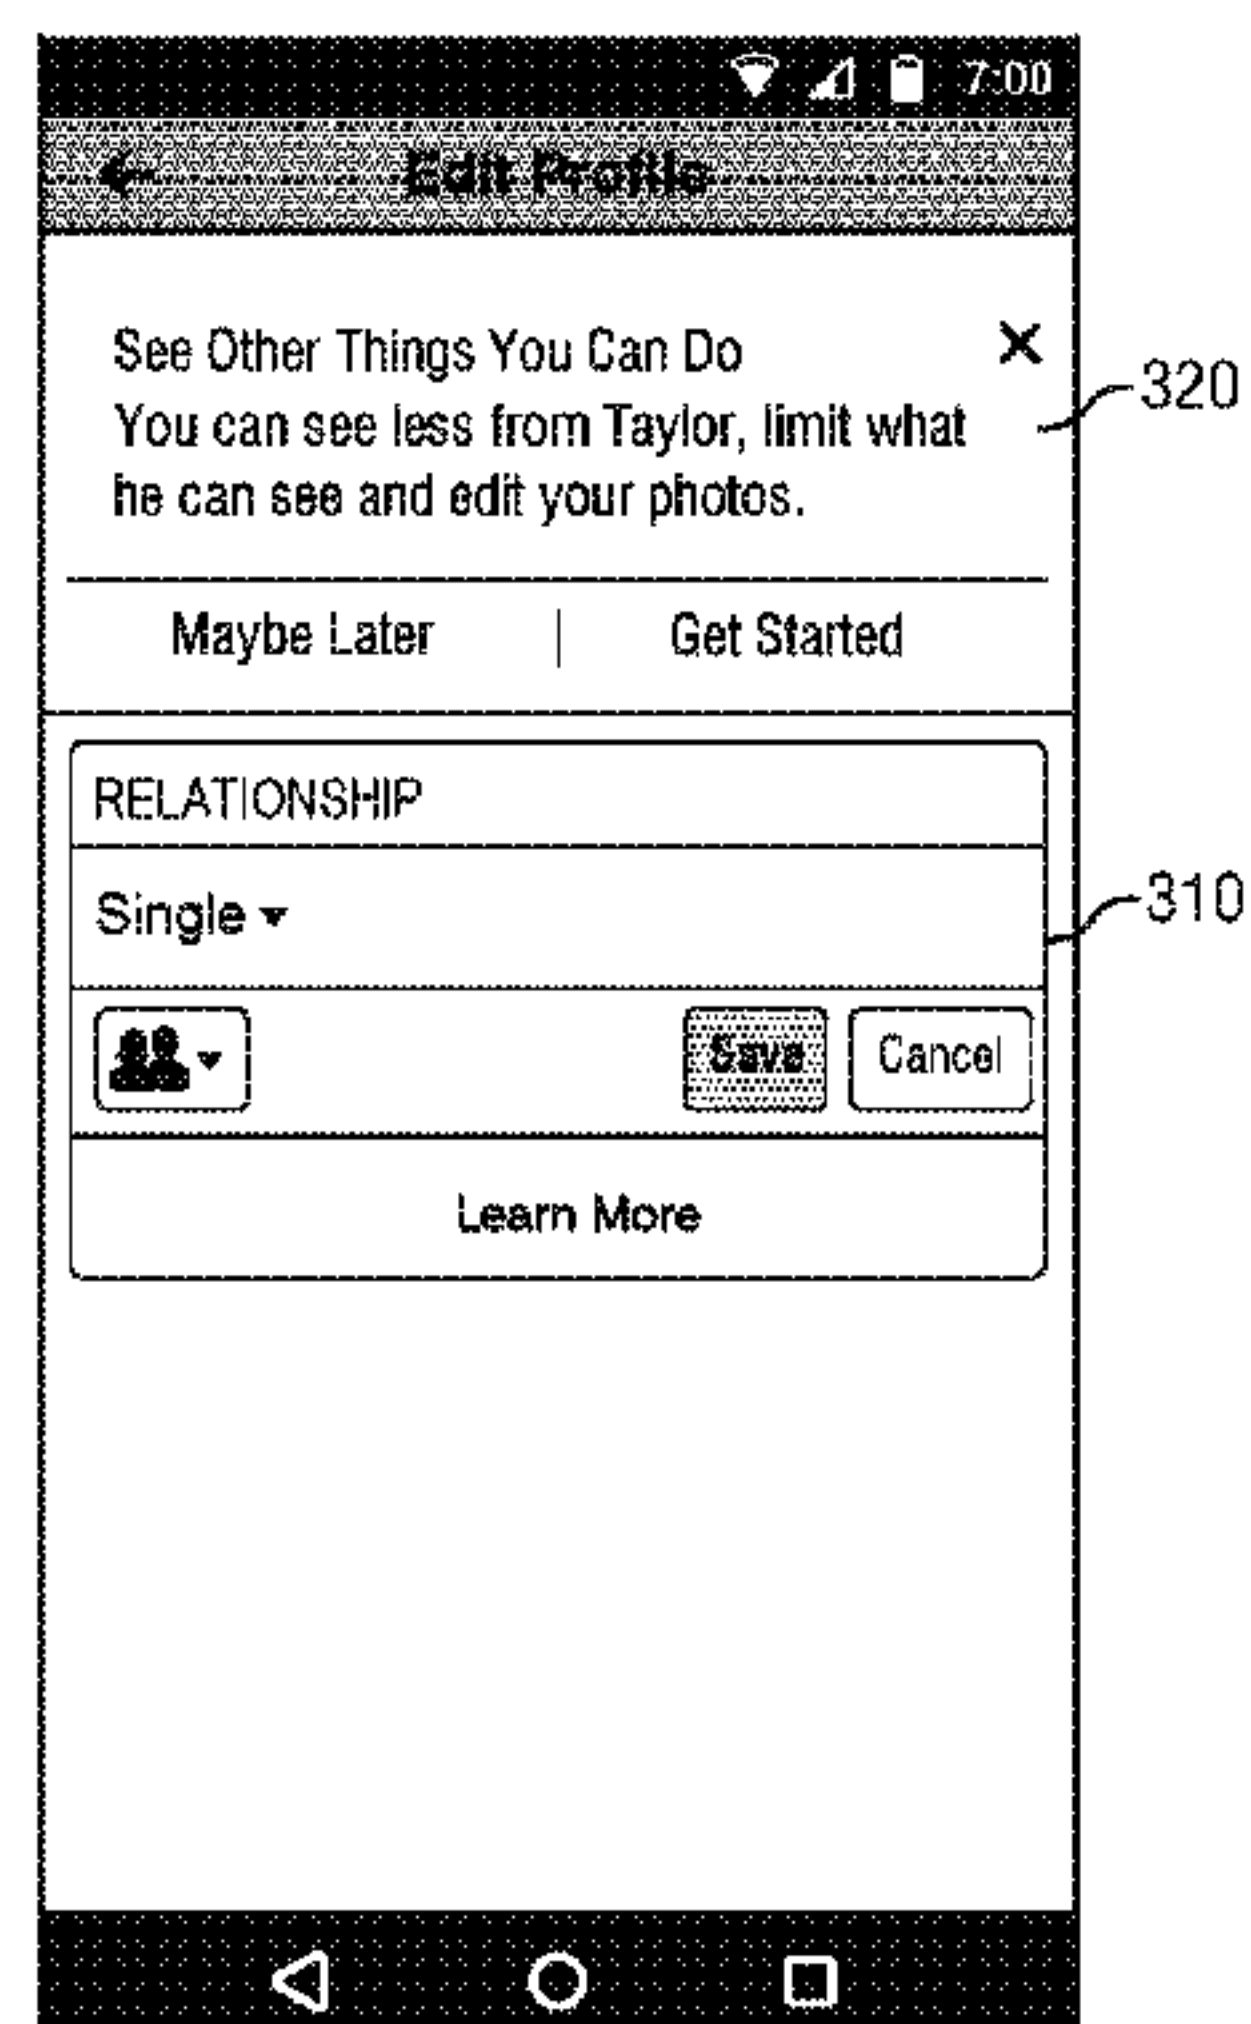 7:00
Edit Profile
See Other Things You Can Do
You can see less from Taylor, limit what
he can see and edit your photos.
320
Maybe Later | Get Started
RELATIONSHIP
Single
310
Save Cancel
Learn More